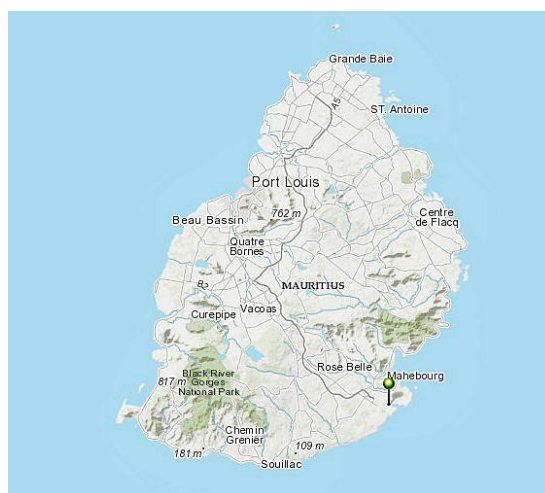 Grande Baie
A5
ST. Antoine
Port Louis
762 m
Beau Bassin
Centre
de Flacq
Quatre
Bornes
MAURITIUS
Vacoas
Curepipe
Rose Belle
Black River
Gorges
National Park
817 m
Mahebourg
Chemin
Grenier
109 m
181 m
Souillac